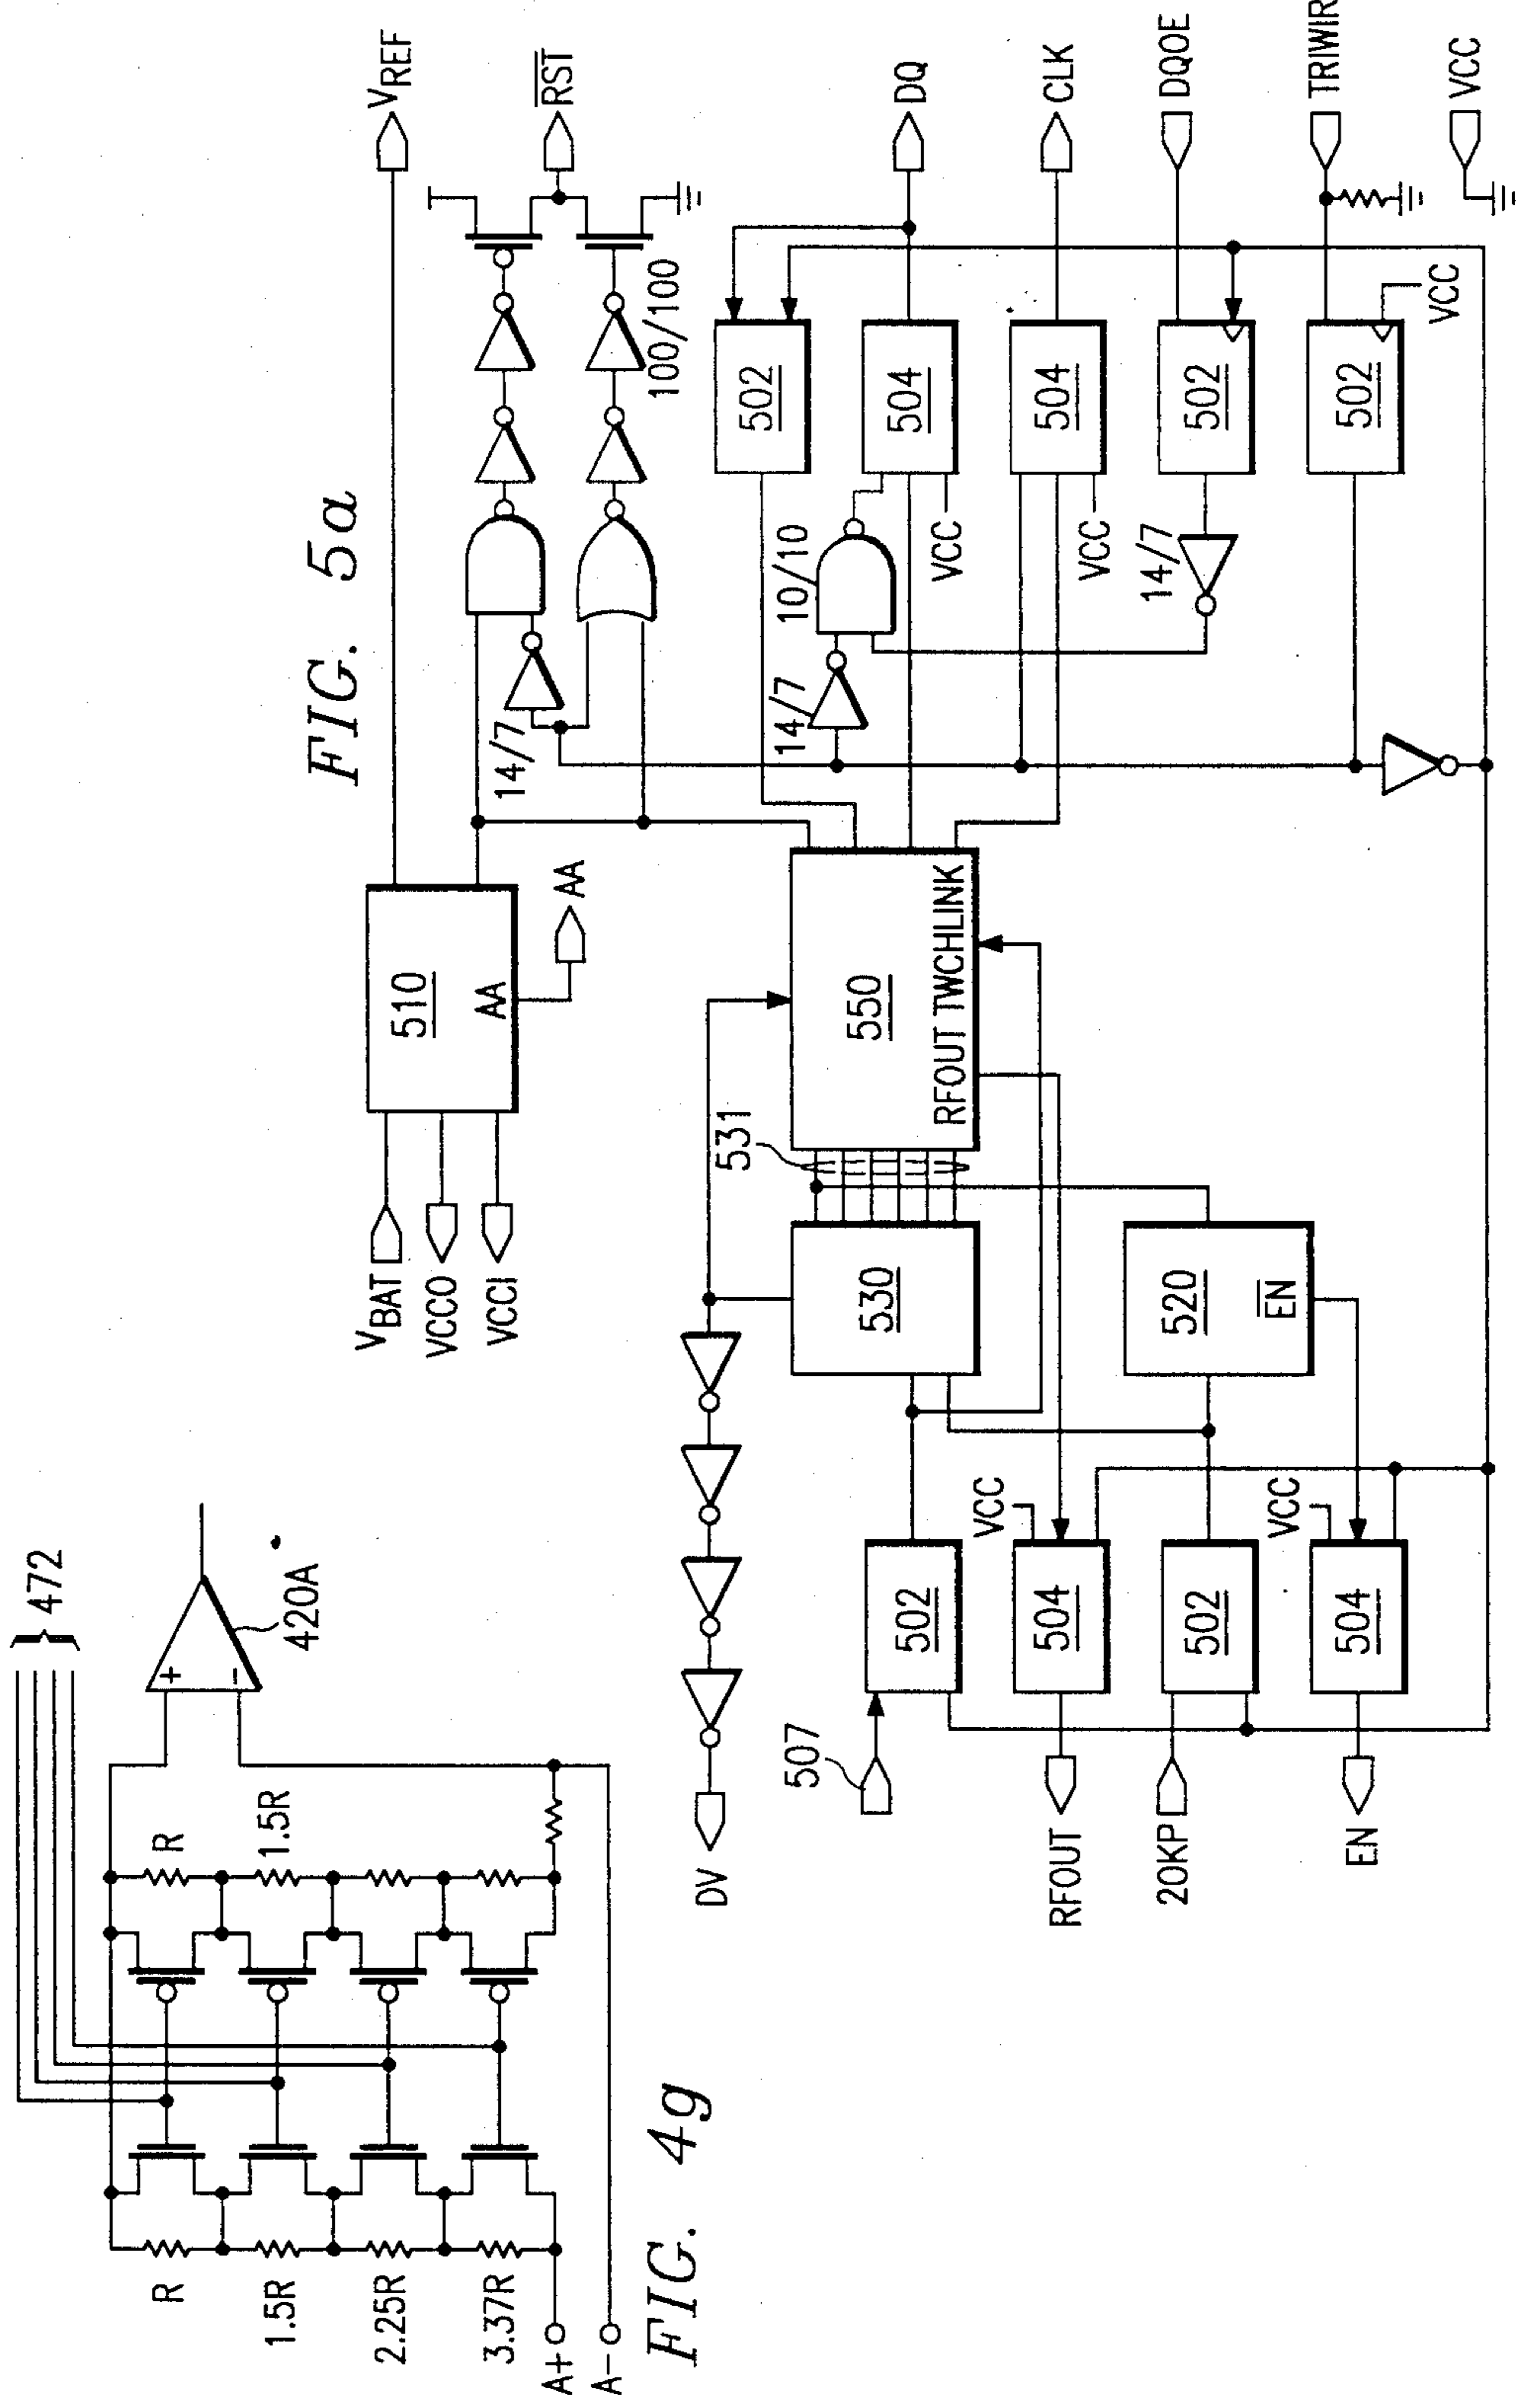 FIG. 5a
VBAT
VCCO
VCCI
510
AA
AA
VREF
RST
14/7
100/100
502
DQ
10/10
504
VCC
14/7
CLK
504
VCC
DQOE
502
14/7
TRIWIR
502
VCC
VCC
550
RFOUT TWCHLINK
531
530
520
EN
DV
507
502
RFOUT
504
VCC
20KP
502
EN
504
VCC
FIG. 4g
472
420A
+
-
R
1.5R
R
1.5R
2.25R
3.37R
A+
A-